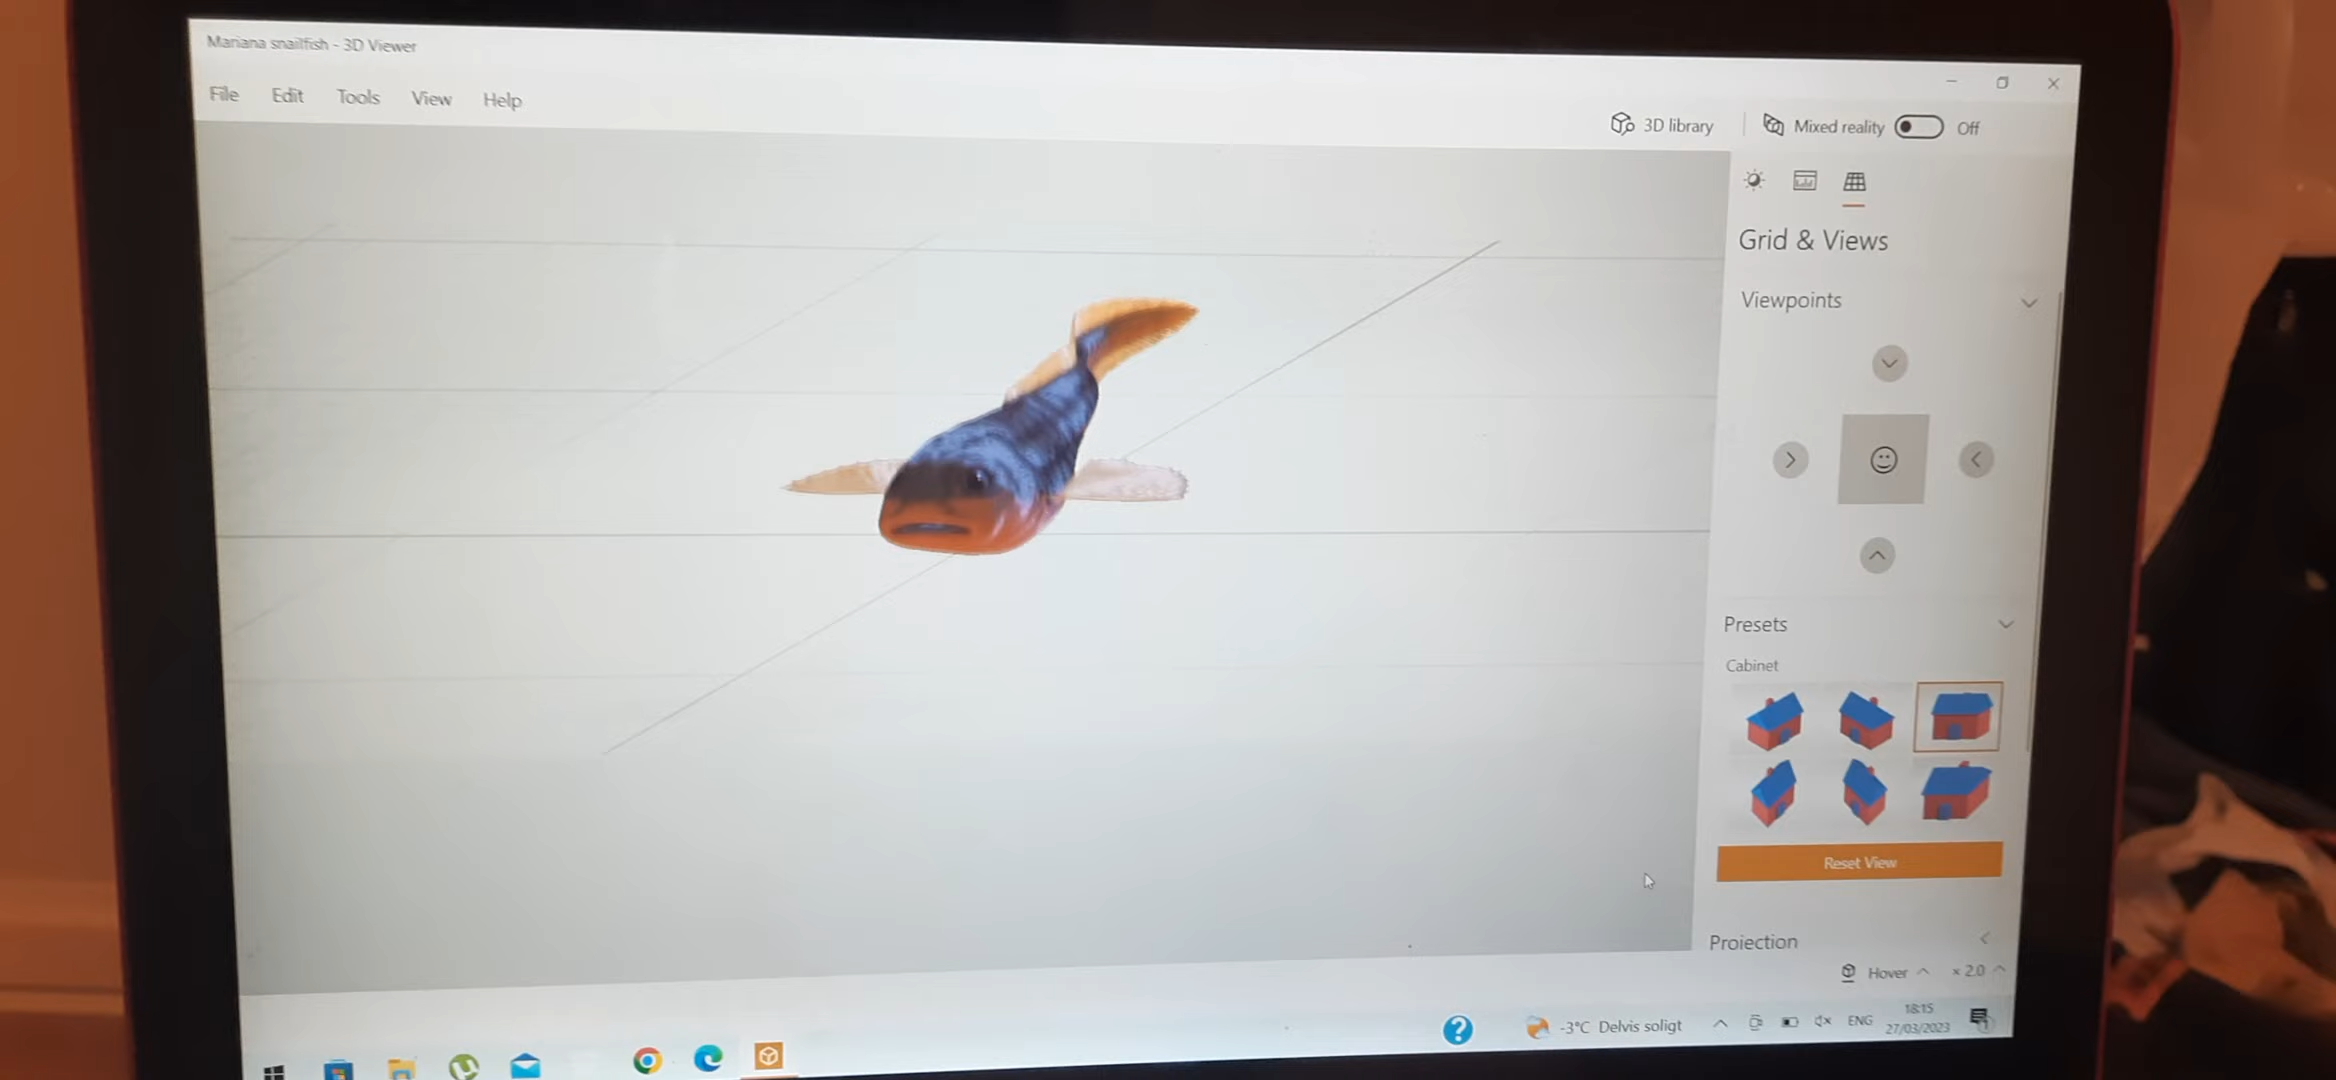 Mariana snailfish - 3D Viewer
File Edit Tools View Help
3D library Mixed reality Off
Grid & Views
Viewpoints
Presets
Cabinet
Reset View
Projection
Hover × 2.0
-3°C Delvis soligt ENG 18:15
27/03/2023